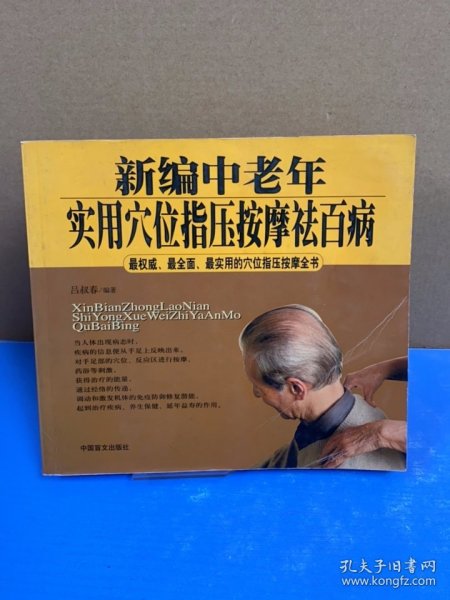 新编中老年
实用穴位指压按摩祛百病
最权威、最全面、最实用的穴位指压按摩全书
吕叔春/编著
XinBianZhongLaoNian
ShiYongXueWeiZhiYaAnMo
QuBaiBing
当人体出现病态时，
疾病的信息便从手足上反映出来。
对手足部的穴位、反应区进行按摩、
药浴等刺激，
获得治疗的能量，
通过经络的传递，
调动和激发机体的免疫防御修复潜能，
起到治疗疾病、养生保健、延年益寿的作用。
中国盲文出版社
孔夫子旧书网
www.kongfz.com